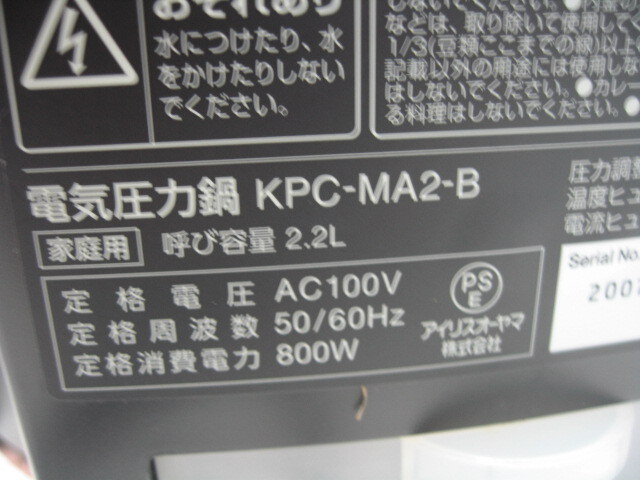 おそれあり
水につけたり、水
をかけたりしない
でください。
などは、取り除いて使用して
1/3(豆類ここまでの線)以上
記載以外の用途には使用しな
はしないでください。●カレー
る料理はしないでください。
電気圧力鍋 KPC-MA2-B
家庭用 呼び容量 2.2L
定格電圧 AC100V
定格周波数 50/60Hz
定格消費電力 800W
PS
E
アイリスオーヤマ
株式会社
圧力調整
温度ヒュ
電流ヒュ
Serial No.
2007